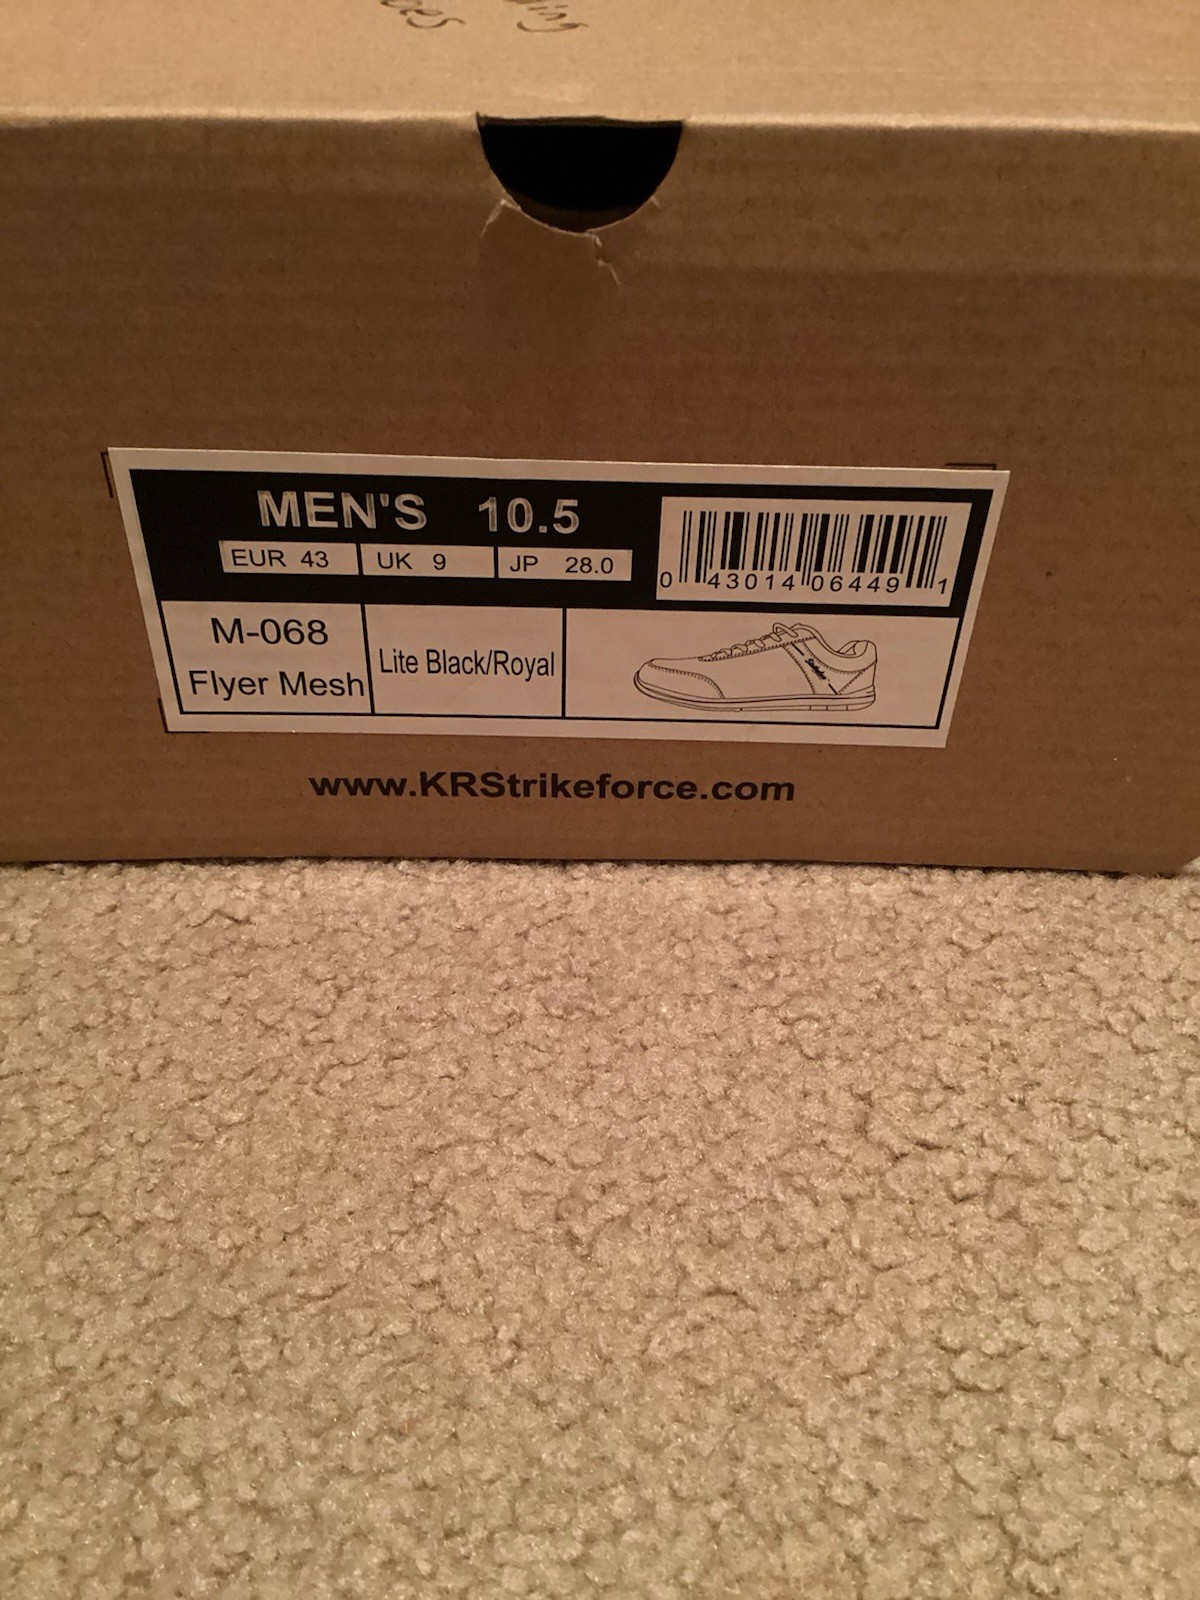 MEN'S 10.5
EUR 43 UK 9 JP 28.0
0 43014 06449 1
M-068
Flyer Mesh
Lite Black/Royal
www.KRStrikeforce.com